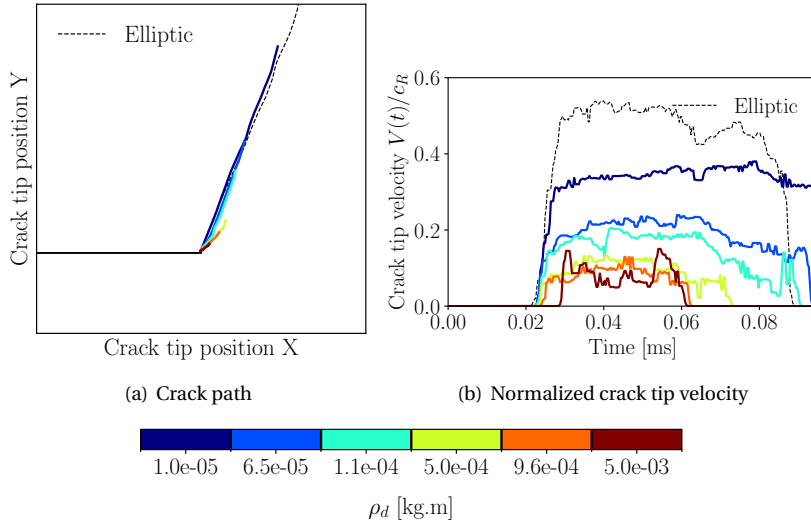 Elliptic
Crack tip position Y
Crack tip position X
(a) Crack path
Elliptic
Crack tip velocity V(t)/c_R
0.6
0.4
0.2
0.0
0.00 0.02 0.04 0.06 0.08
Time [ms]
(b) Normalized crack tip velocity
1.0e-05 6.5e-05 1.1e-04 5.0e-04 9.6e-04 5.0e-03
ρ_d [kg.m]